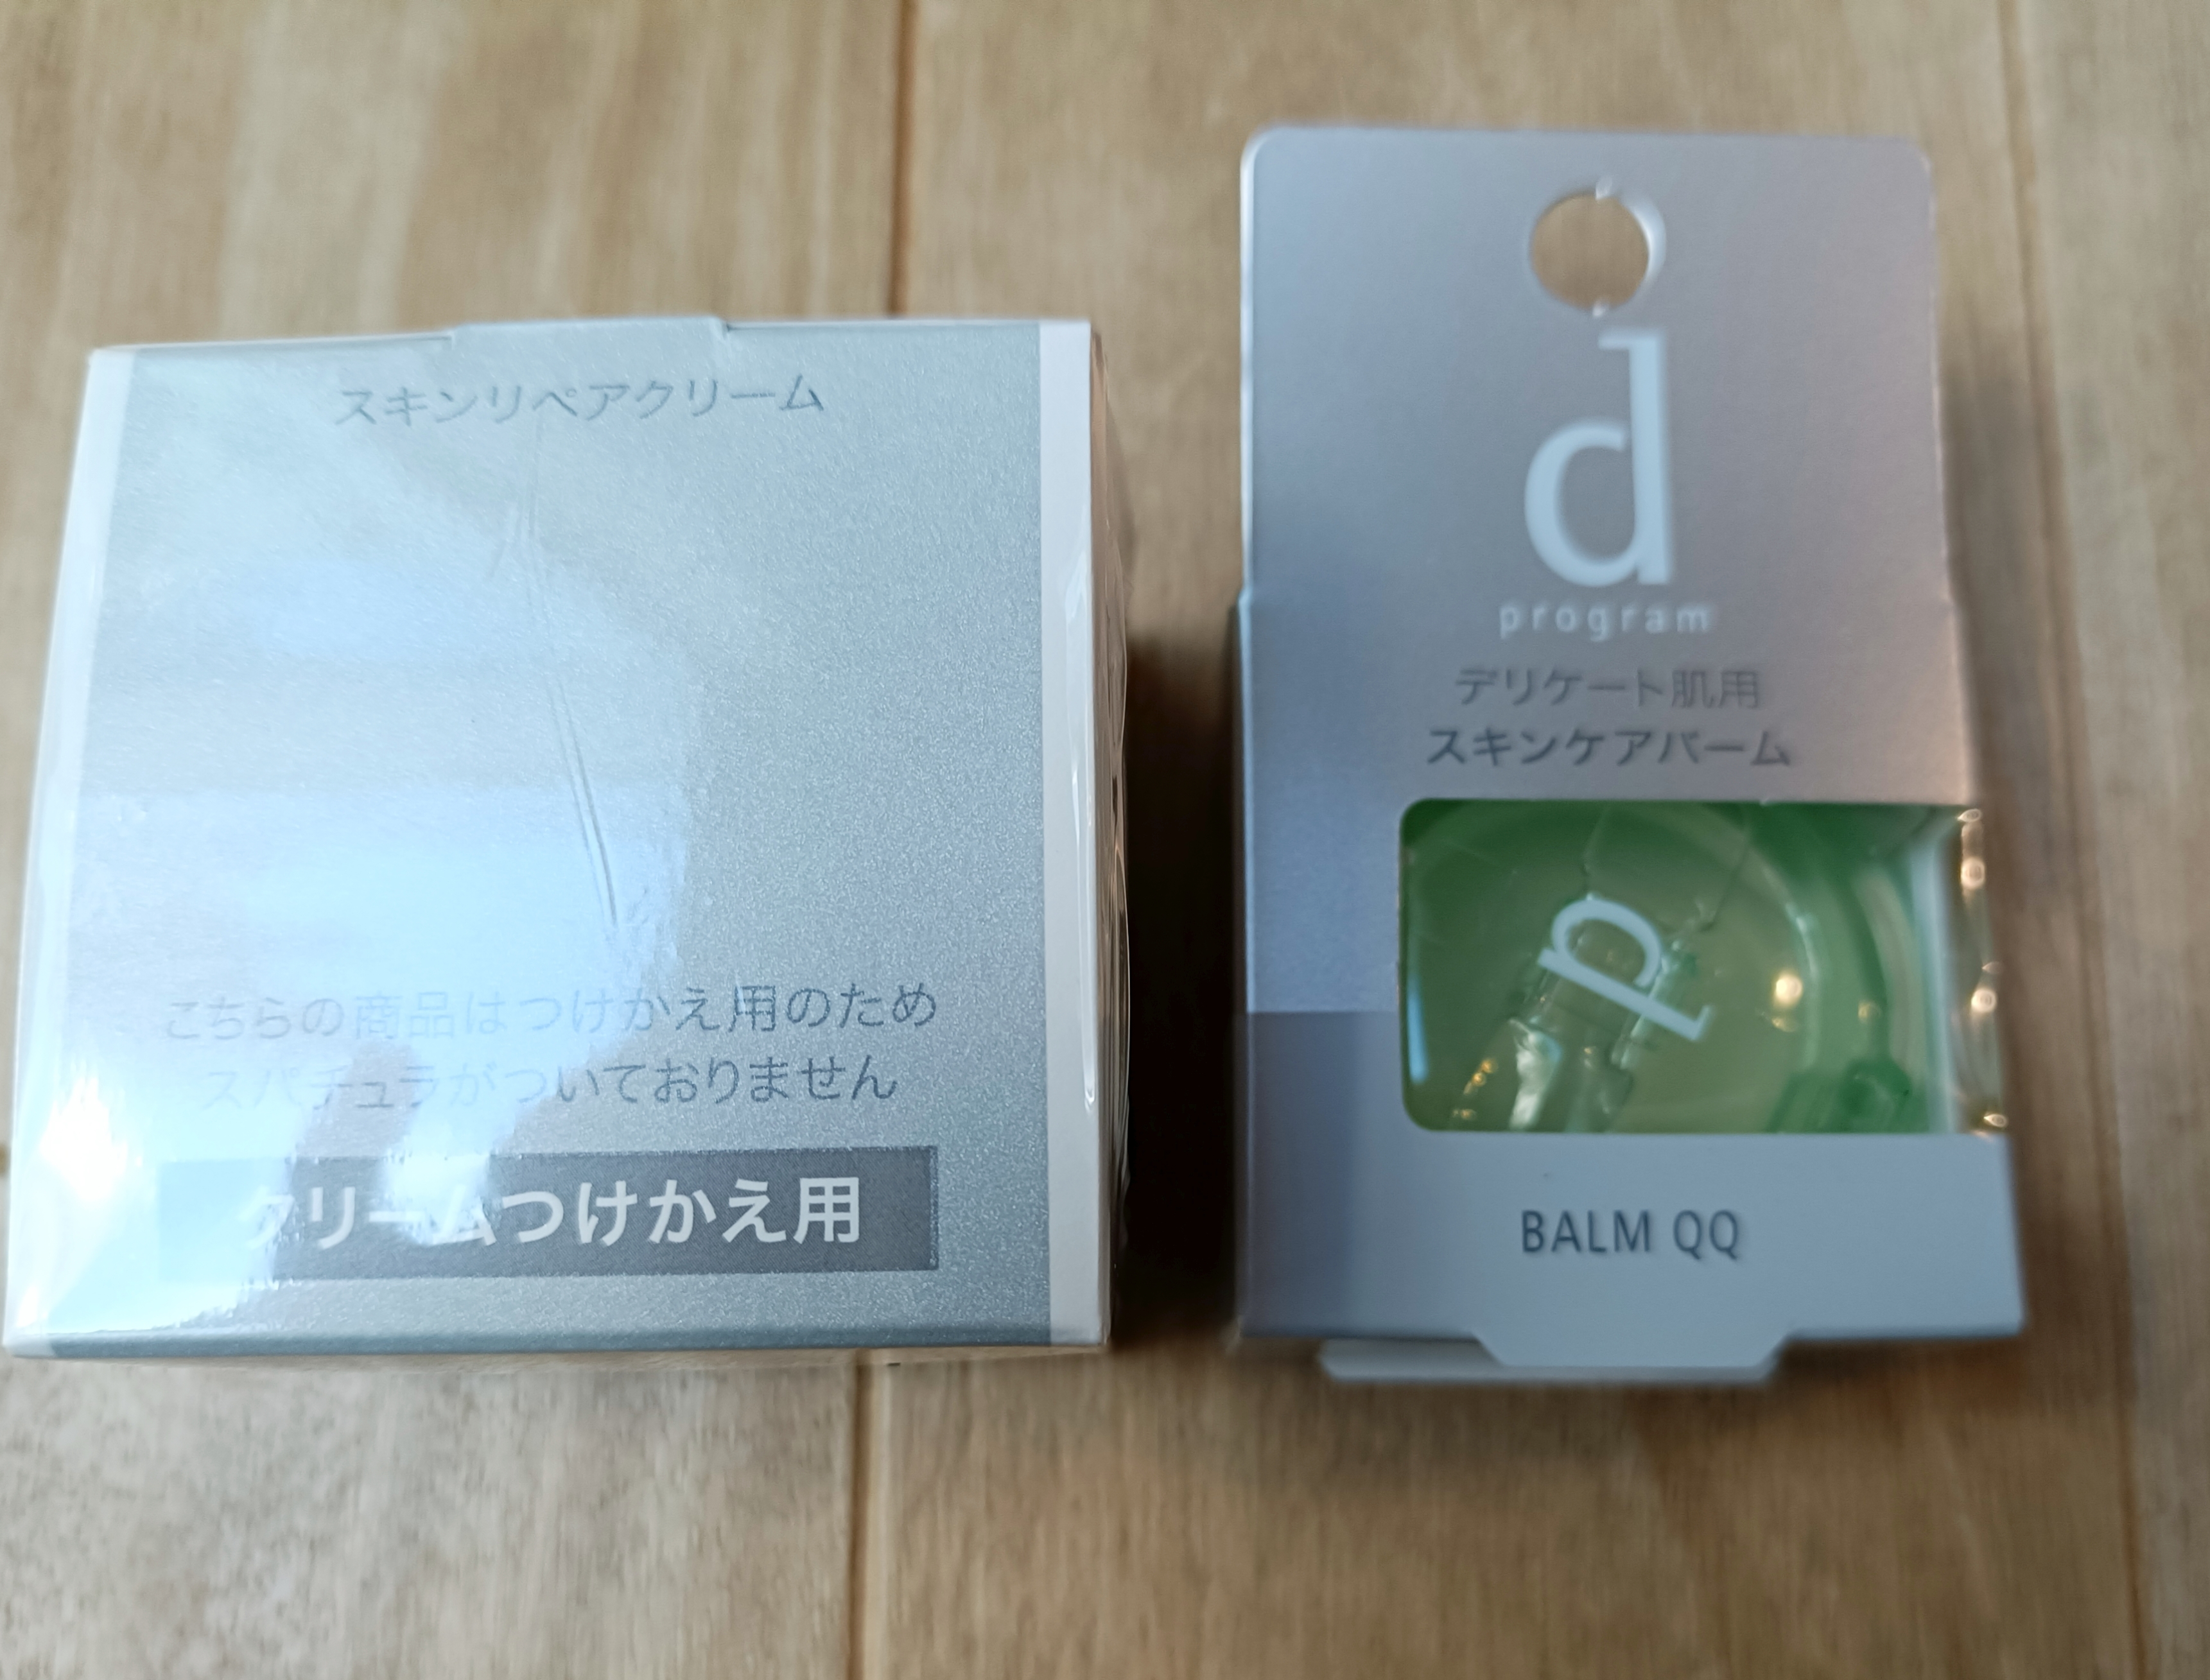 スキンリペアクリーム
こちらの商品はつけかえ用のため
スパチュラがついておりません
クリームつけかえ用
d
program
デリケート肌用
スキンケアバーム
d
BALM QQ